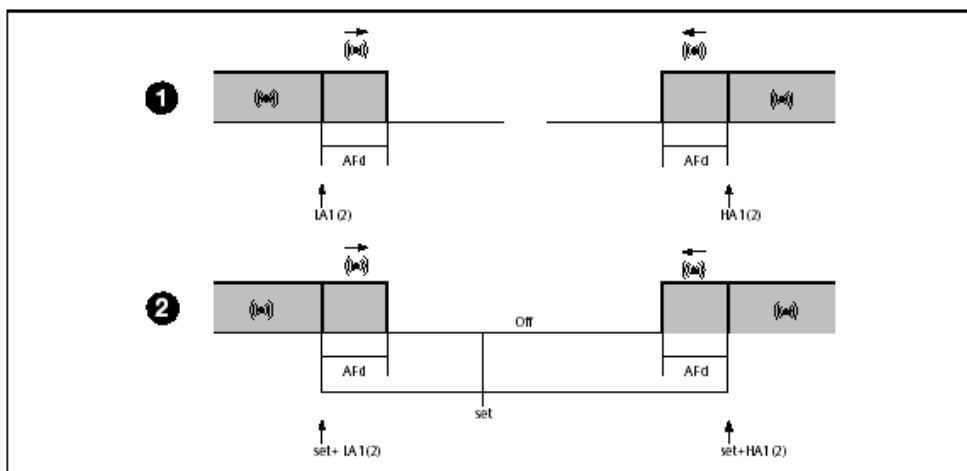 1
AFd
AFd
LA1(2)
HA1(2)
2
Off
AFd
AFd
set
set+ LA1(2)
set+HA1(2)